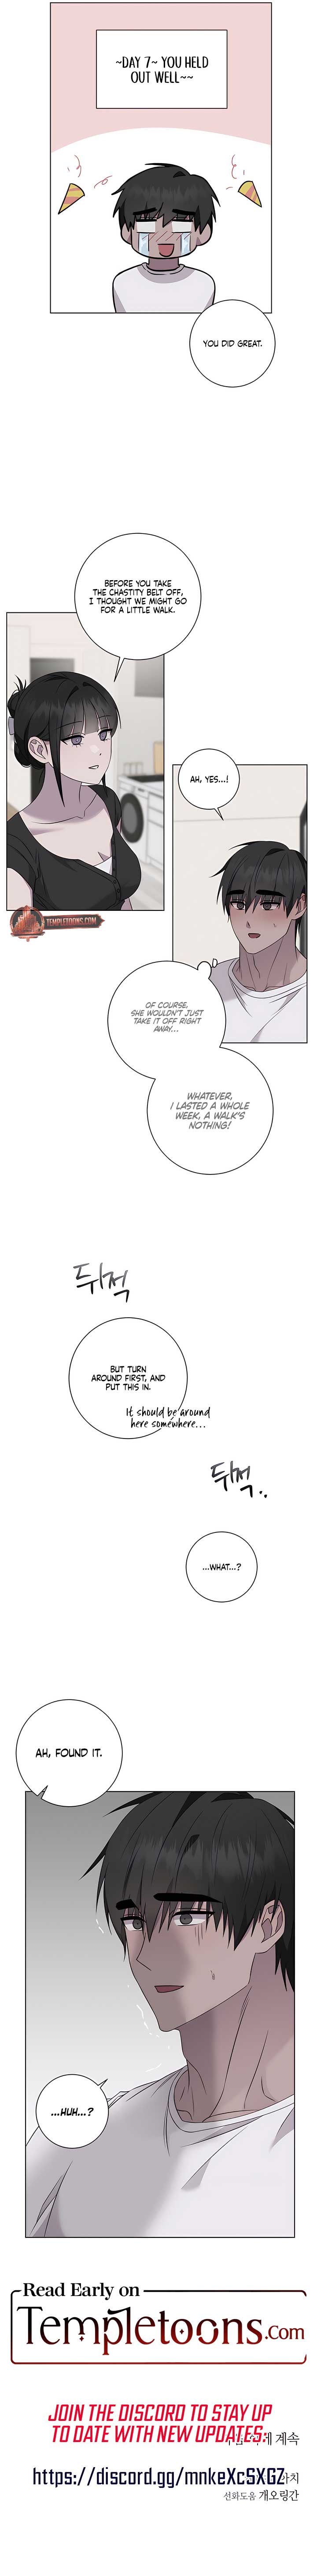 ~DAY 7~ YOU HELD
OUT WELL~~
YOU DID GREAT.
BEFORE YOU TAKE
THE CHASTITY BELT OFF,
I THOUGHT WE MIGHT GO
FOR A LITTLE WALK.
AH, YES...!
TEMPLETOONS.COM
OF COURSE,
SHE WOULDN'T JUST
TAKE IT OFF RIGHT
AWAY...
WHATEVER,
I LASTED A WHOLE
WEEK, A WALK'S
NOTHING!
뒤적
BUT TURN
AROUND FIRST, AND
PUT THIS IN.
It should be around
here somewhere...
뒤적..
...WHAT...?
AH, FOUND IT.
...HUH...?
Read Early on
Templetoons.Com
JOIN THE DISCORD TO STAY UP
TO DATE WITH NEW UPDATES:
계속
https://discord.gg/mnkeXcSXGZ
아치
선화도움 개오링간